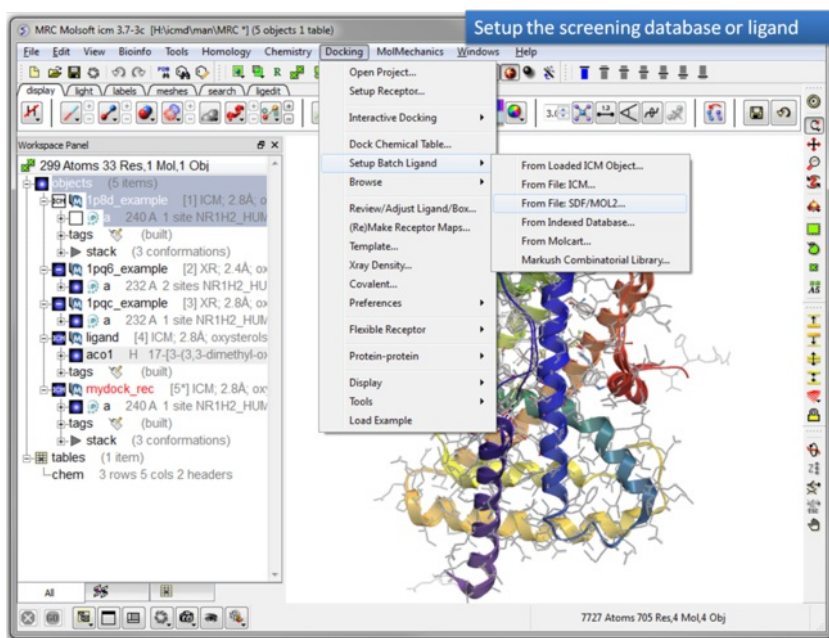 Setup the screening database or ligand
MRC Molsoft icm 3.7-3c [H:\icmd\man\MRC *] (5 objects 1 table)
File Edit View Bioinfo Tools Homology Chemistry Docking MolMechanics Windows Help
display light labels meshes search ligedit
Workspace Panel
299 Atoms 33 Res,1 Mol,1 Obj
objects (5 items)
1p8d_example [1] ICM; 2.8Å; ox
a 240 A 1 site NR1H2_HUM
tags (built)
stack (3 conformations)
1pq6_example [2] XR; 2.4Å; ox
a 232 A 2 sites NR1H2_HU
1pqc_example [3] XR; 2.8Å; ox
a 232 A 1 site NR1H2_HUM
ligand [4] ICM; 2.8Å; oxysterols
aco1 H 17-[3-(3,3-dimethyl-ox
tags (built)
mydock_rec [5*] ICM; 2.8Å; ox
a 240 A 1 site NR1H2_HUM
tags (built)
stack (3 conformations)
tables (1 item)
chem 3 rows 5 cols 2 headers
All
Open Project...
Setup Receptor...
Interactive Docking
Dock Chemical Table...
Setup Batch Ligand
Browse
Review/Adjust Ligand/Box...
(Re)Make Receptor Maps...
Template...
Xray Density...
Covalent...
Preferences
Flexible Receptor
Protein-protein
Display
Tools
Load Example
From Loaded ICM Object...
From File: ICM...
From File: SDF/MOL2...
From Indexed Database...
From Molcart...
Markush Combinatorial Library...
7727 Atoms 705 Res,4 Mol,4 Obj